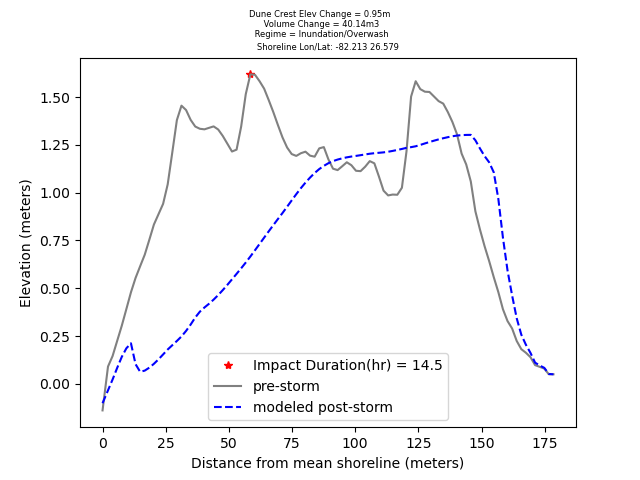 Dune Crest Elev Change = 0.95m
Volume Change = 40.14m3
Regime = Inundation/Overwash
Shoreline Lon/Lat: -82.213 26.579
1.50
1.25
1.00
0.75
0.50
0.25
0.00
Elevation (meters)
Impact Duration(hr) = 14.5
pre-storm
modeled post-storm
0 25 50 75 100 125 150 175
Distance from mean shoreline (meters)